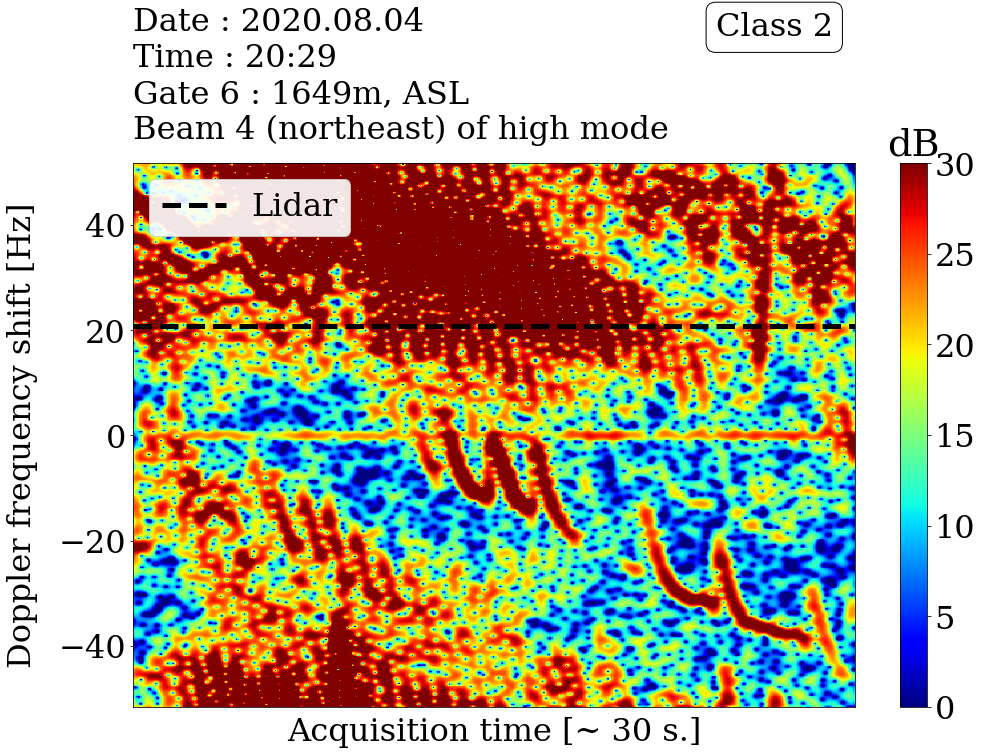 Date : 2020.08.04
Time : 20:29
Gate 6 : 1649m, ASL
Beam 4 (northeast) of high mode
Class 2
dB
Lidar
Doppler frequency shift [Hz]
40
20
0
−20
−40
30
25
20
15
10
5
0
Acquisition time [~ 30 s.]